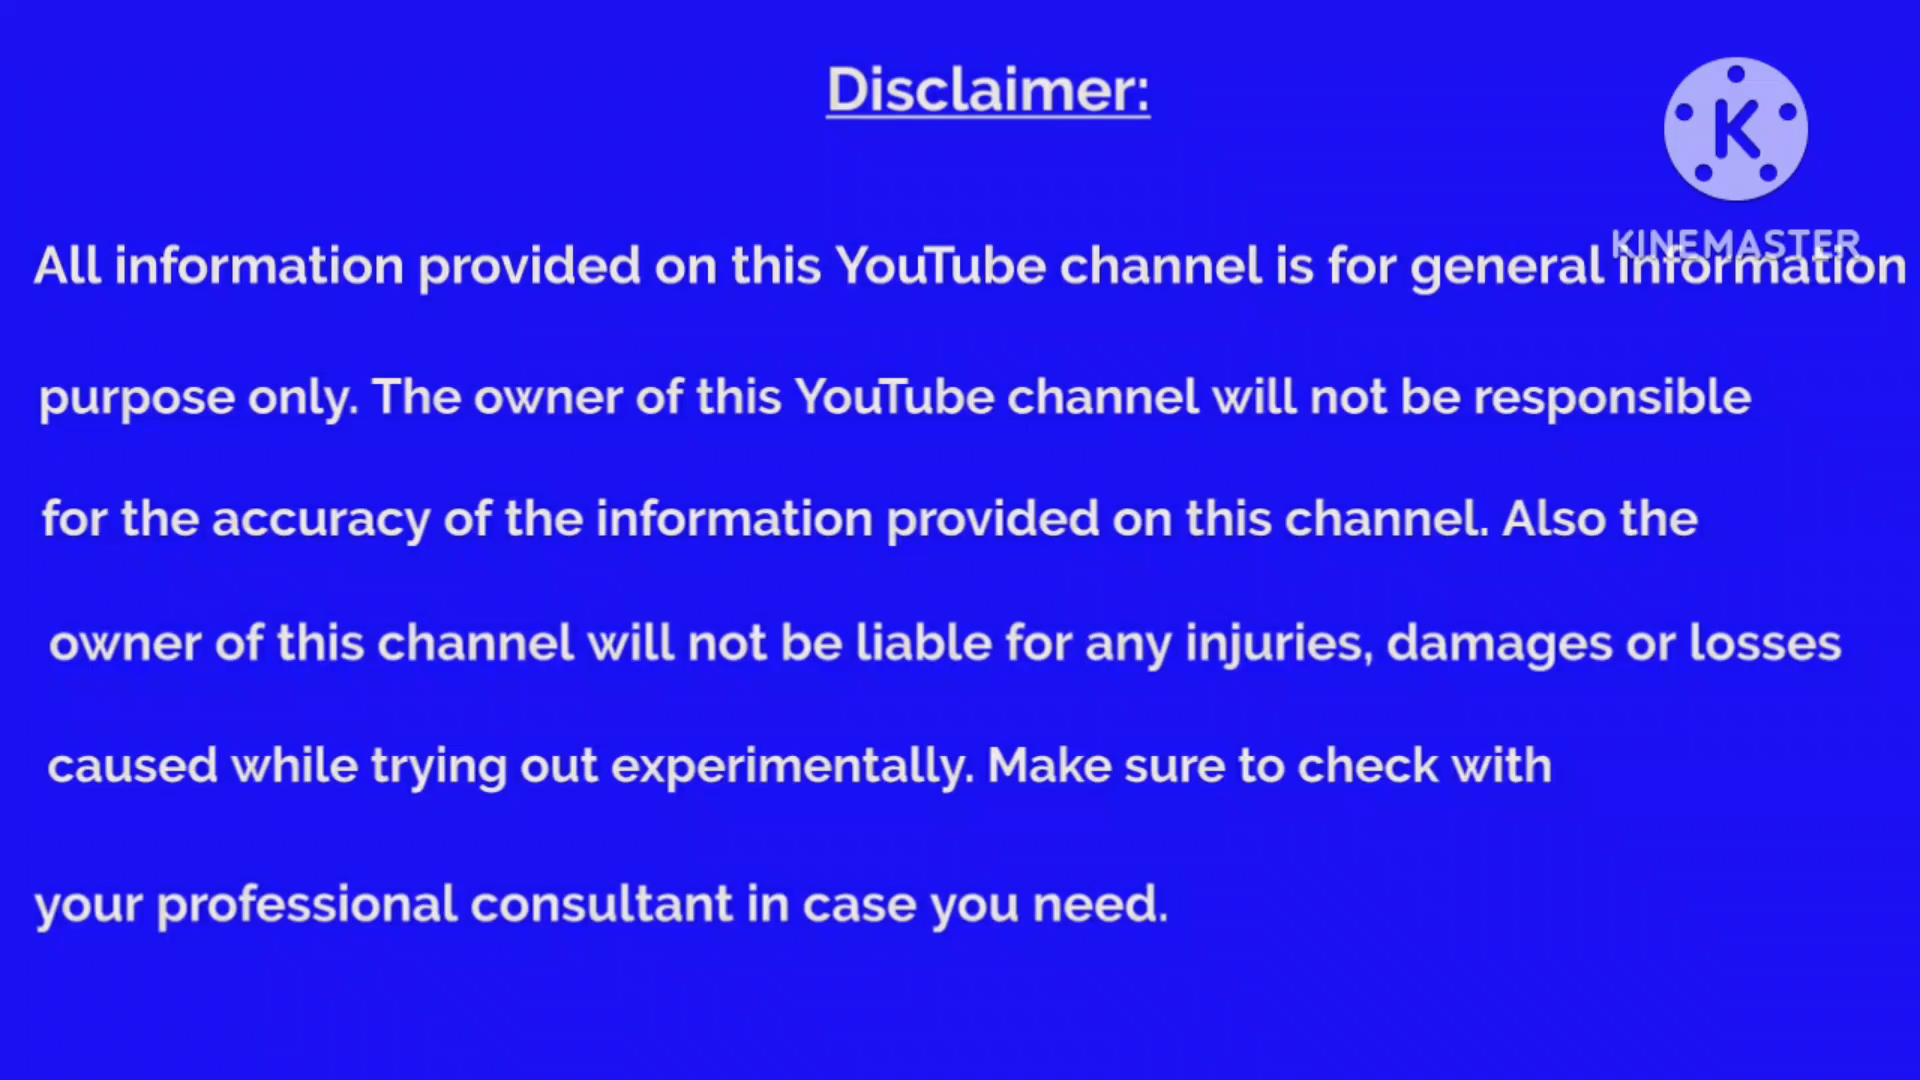 Disclaimer:
K
KINEMASTER
All information provided on this YouTube channel is for general information
purpose only. The owner of this YouTube channel will not be responsible
for the accuracy of the information provided on this channel. Also the
owner of this channel will not be liable for any injuries, damages or losses
caused while trying out experimentally. Make sure to check with
your professional consultant in case you need.